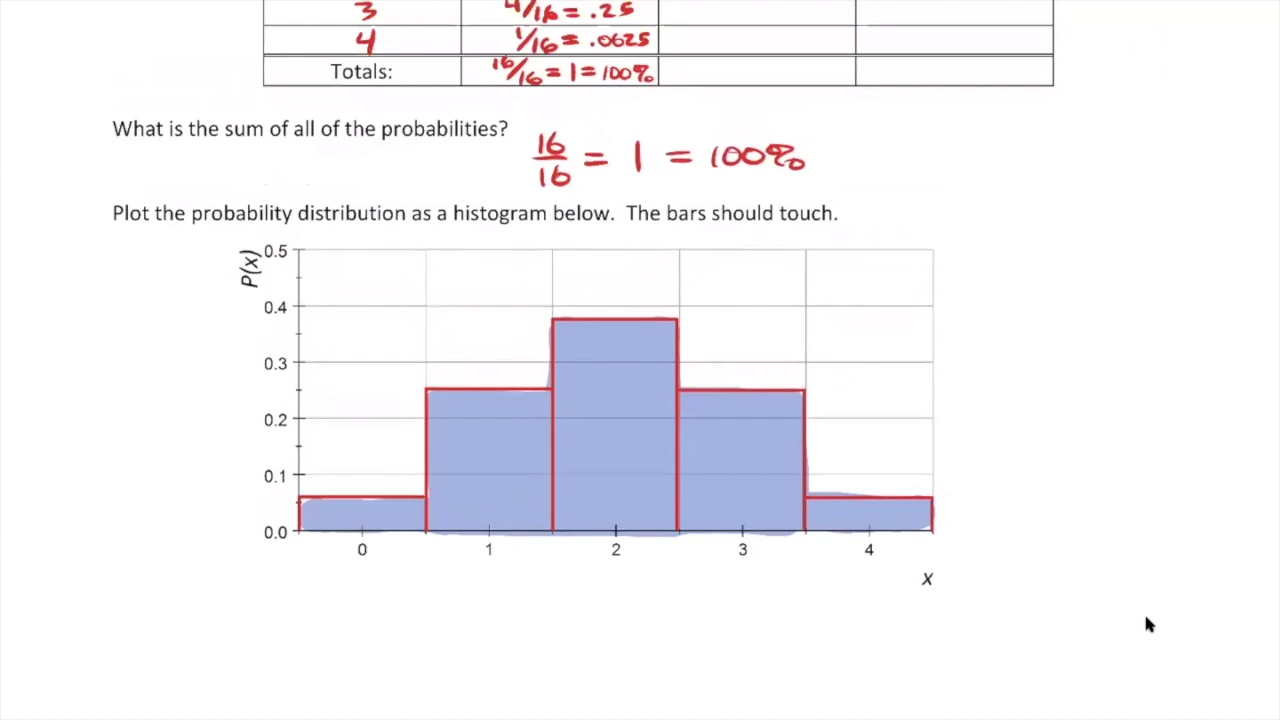 3 4/16 = .25
4 1/16 = .0625
Totals: 16/16 = 1 = 100%
What is the sum of all of the probabilities?
16/16 = 1 = 100%
Plot the probability distribution as a histogram below. The bars should touch.
P(x)
0.5
0.4
0.3
0.2
0.1
0.0
0 1 2 3 4
x